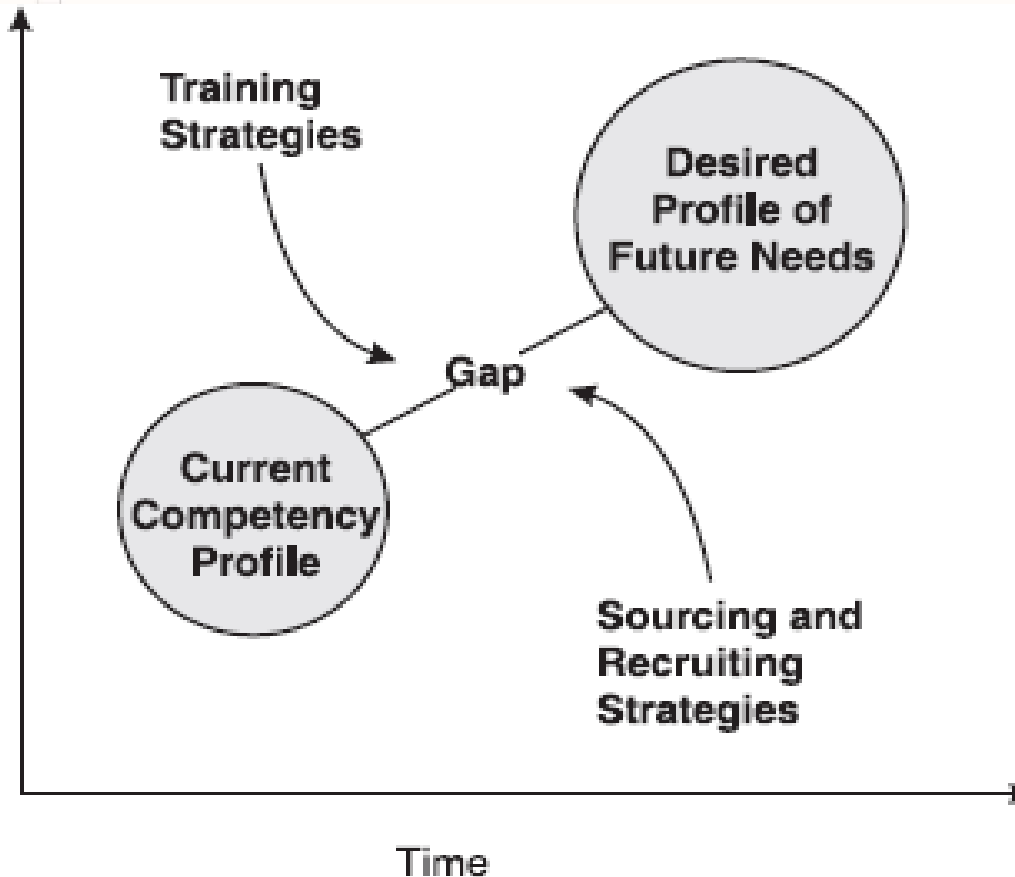 Training
Strategies
Desired
Profile of
Future Needs
Gap
Current
Competency
Profile
Sourcing and
Recruiting
Strategies
Time